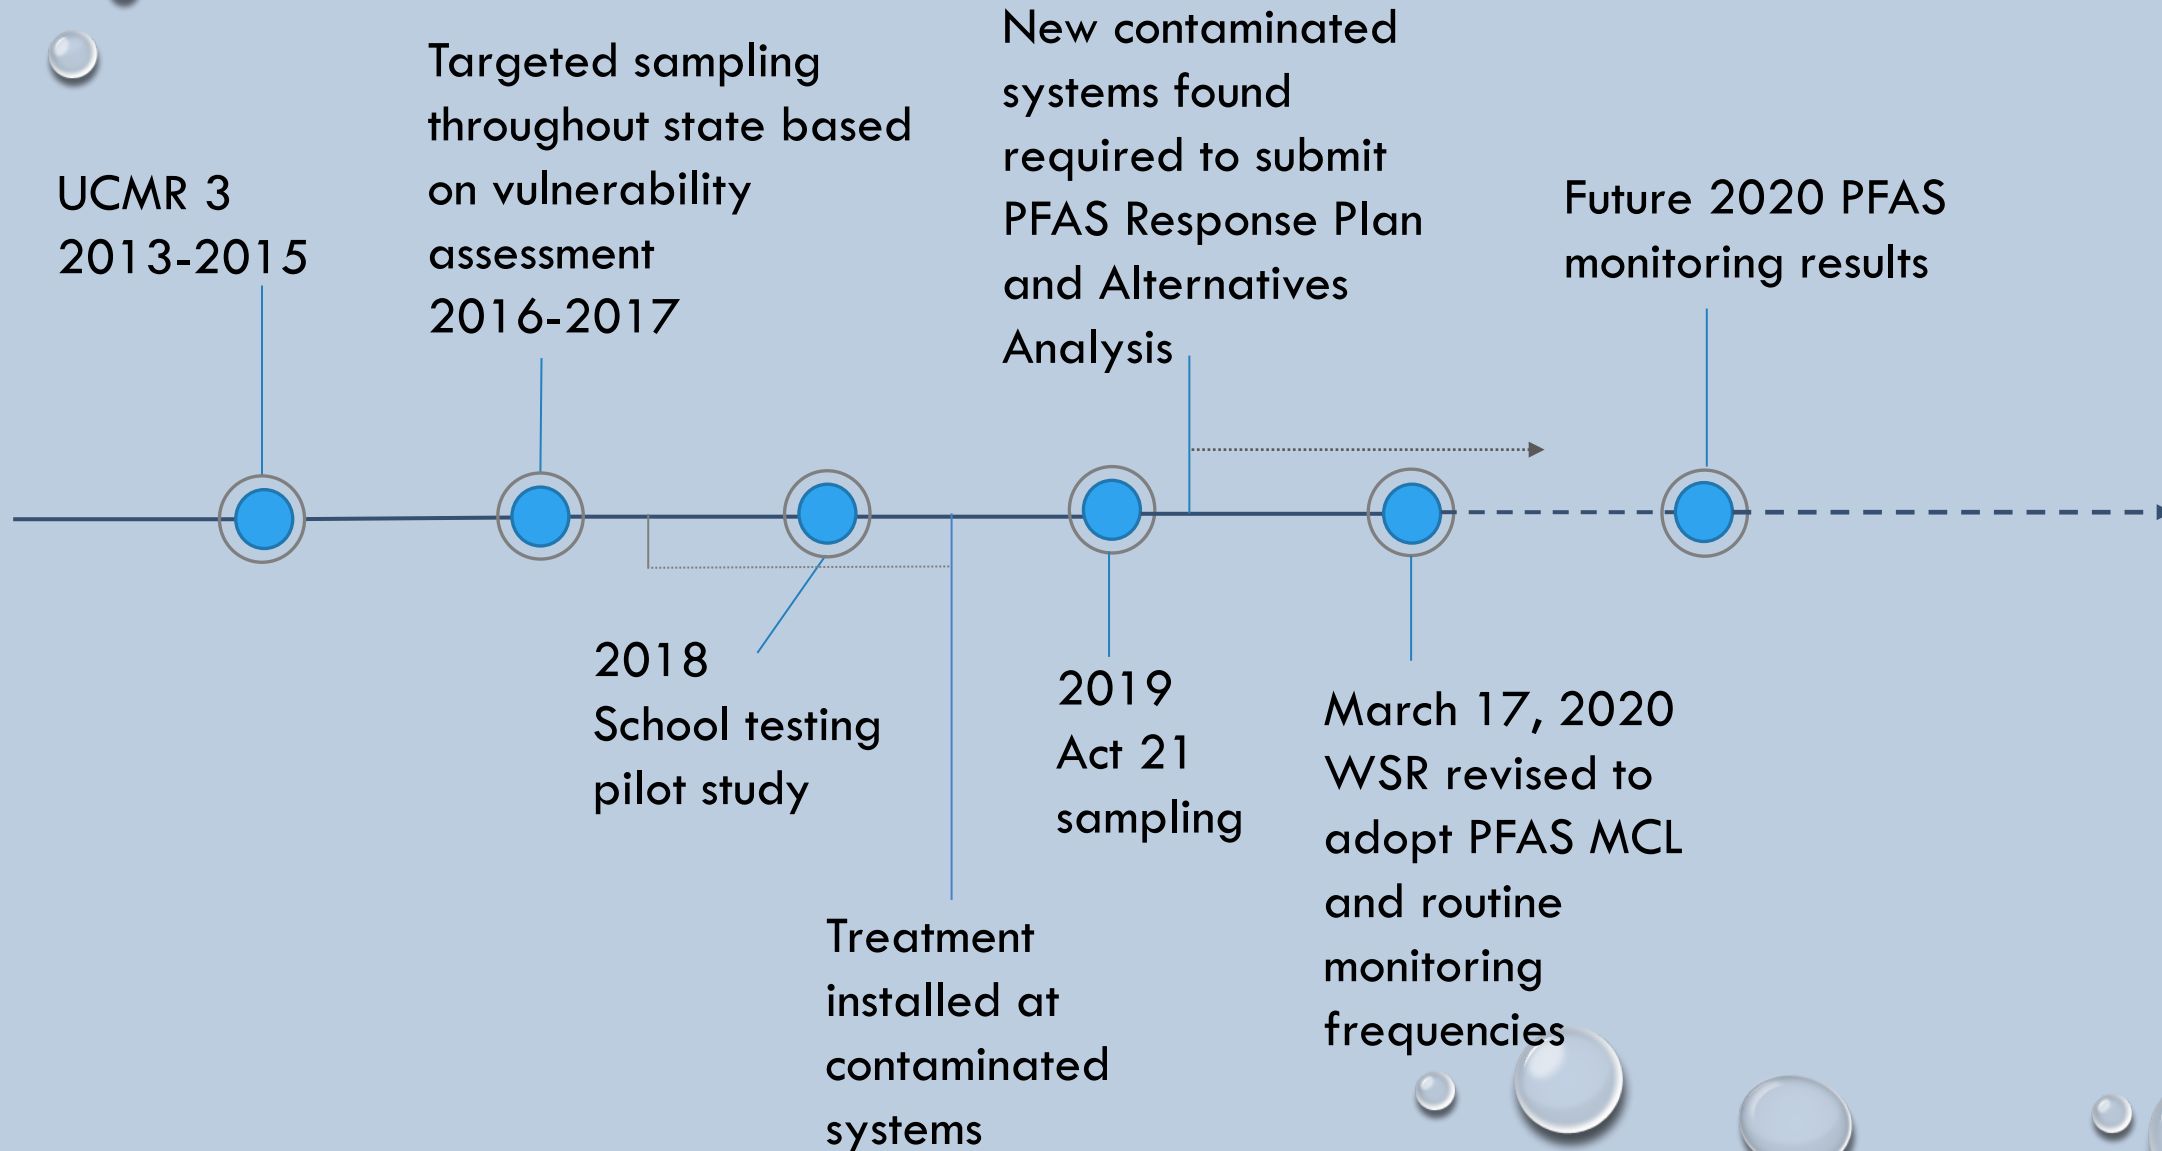 UCMR 3
2013-2015
Targeted sampling
throughout state based
on vulnerability
assessment
2016-2017
2018
School testing
pilot study
Treatment
installed at
contaminated
systems
2019
Act 21
sampling
New contaminated
systems found
required to submit
PFAS Response Plan
and Alternatives
Analysis
March 17, 2020
WSR revised to
adopt PFAS MCL
and routine
monitoring
frequencies
Future 2020 PFAS
monitoring results